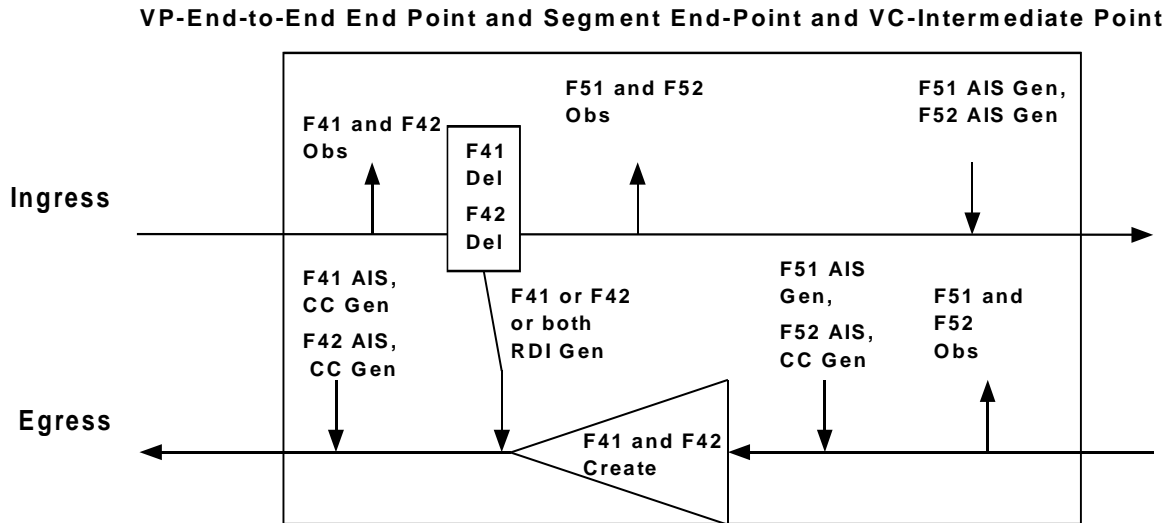 VP-End-to-End End Point and Segment End-Point and VC-Intermediate Point
F41 and F42
Obs
F41
Del
F42
Del
F51 and F52
Obs
F51 AIS Gen,
F52 AIS Gen
Ingress
F41 AIS,
CC Gen
F42 AIS,
CC Gen
F41 or F42
or both
RDI Gen
F51 AIS
Gen,
F52 AIS,
CC Gen
F51 and
F52
Obs
Egress
F41 and F42
Create